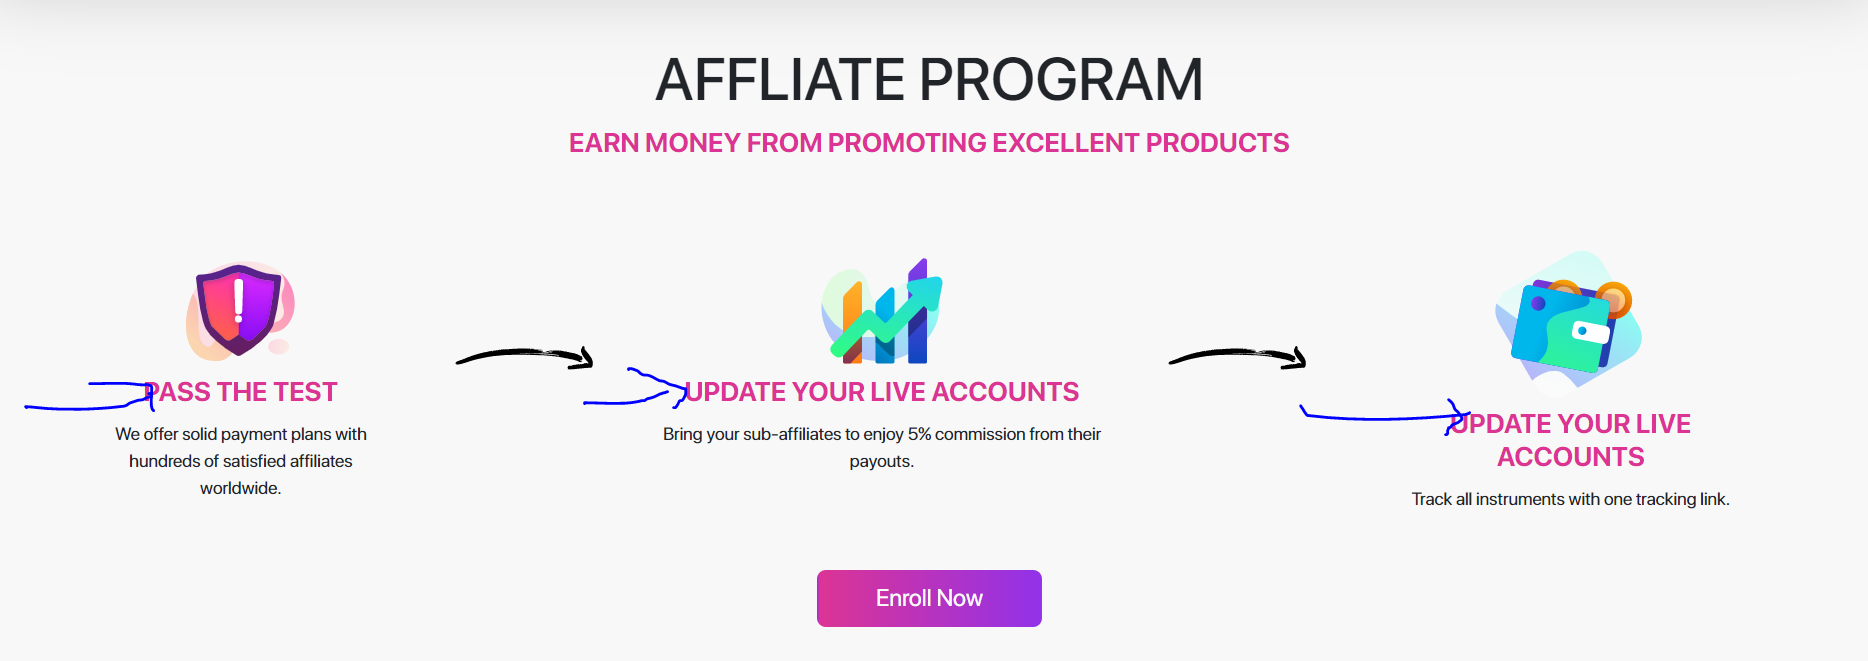 AFFLIATE PROGRAM
EARN MONEY FROM PROMOTING EXCELLENT PRODUCTS
PASS THE TEST
We offer solid payment plans with
hundreds of satisfied affiliates
worldwide.
UPDATE YOUR LIVE ACCOUNTS
Bring your sub-affiliates to enjoy 5% commission from their
payouts.
UPDATE YOUR LIVE
ACCOUNTS
Track all instruments with one tracking link.
Enroll Now